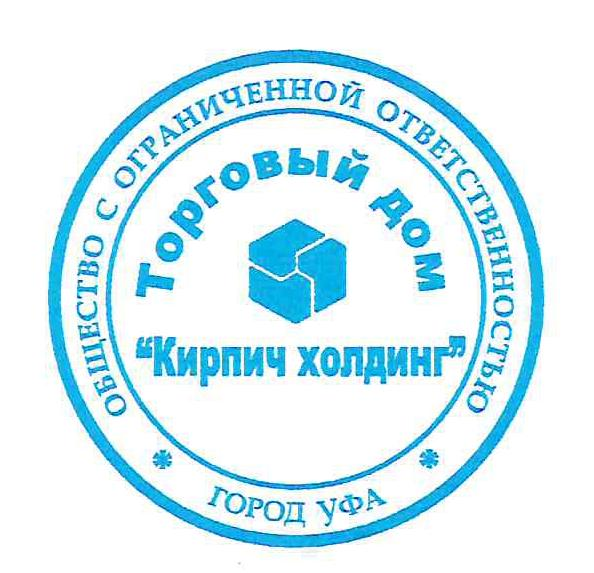 ОБЩЕСТВО С ОГРАНИЧЕННОЙ ОТВЕТСТВЕННОСТЬЮ
Торговый дом
“Кирпич холдинг”
ГОРОД УФА